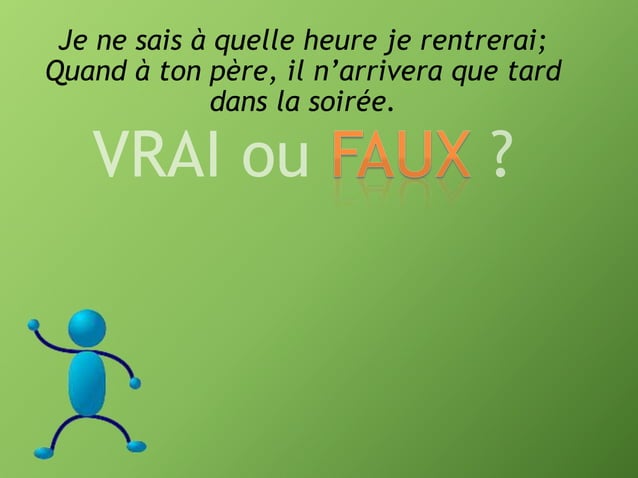 Je ne sais à quelle heure je rentrerai;
Quand à ton père, il n’arrivera que tard
dans la soirée.
VRAI ou FAUX ?